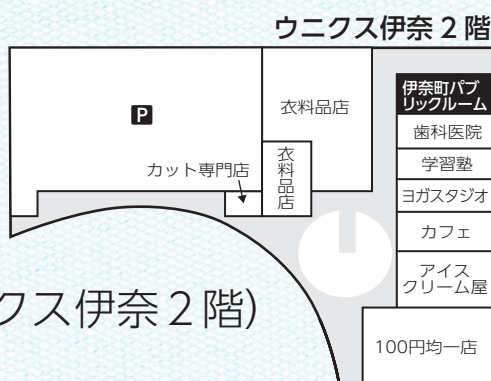 ウニクス伊奈 2 階
伊奈町パブ
リックルーム
P
衣料品店
歯科医院
カット専門店
衣料品店
学習塾
ヨガスタジオ
カフェ
アイス
クリーム屋
クス伊奈 2 階)
100円均一店